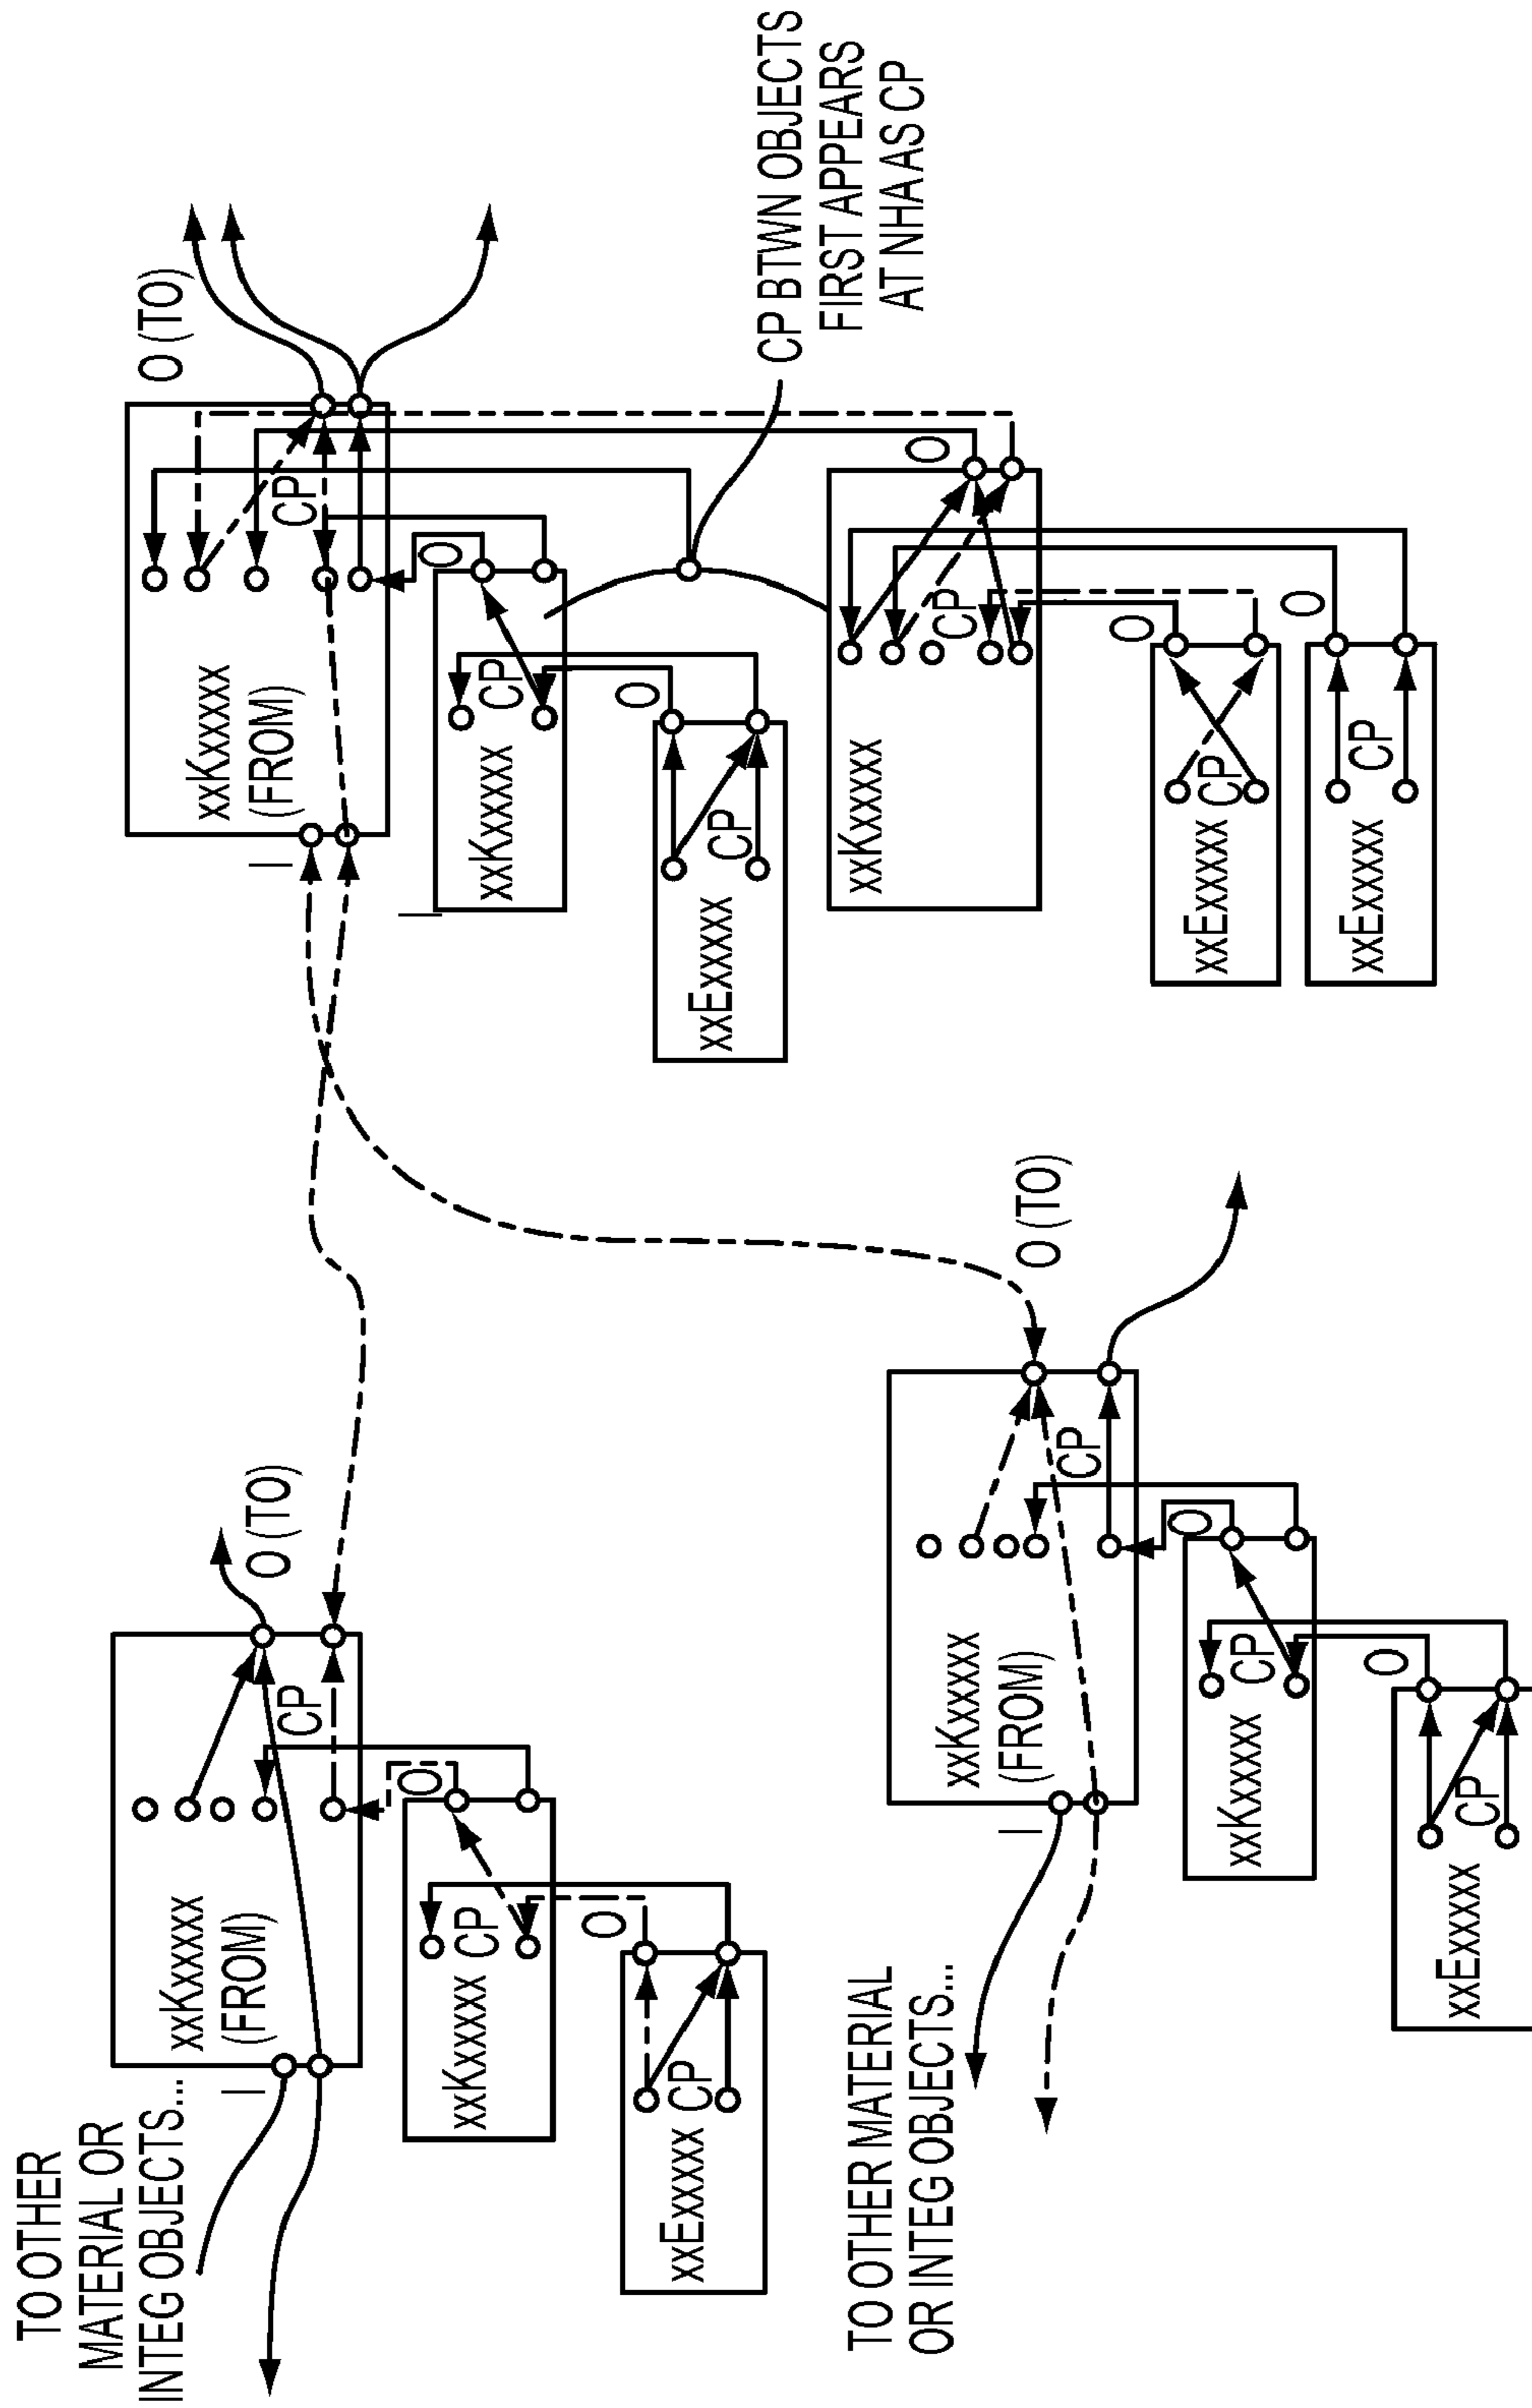 TO OTHER
MATERIAL OR
INTEG OBJECTS...
I
xxKxxxxx
(FROM)
CP
O (TO)
O
xxKxxxxx
CP
O
xxExxxxx
CP
I
xxKxxxxx
(FROM)
CP
O (TO)
I
O
xxKxxxxx
CP
O
xxExxxxx
CP
CP BTWN OBJECTS
FIRST APPEARS
AT NHA AS CP
xxKxxxxx
CP
O
O
xxExxxxx
CP
O
xxExxxxx
CP
TO OTHER MATERIAL
OR INTEG OBJECTS...
I
xxKxxxxx
(FROM)
CP
O (TO)
O
xxKxxxxx
CP
O
xxExxxxx
CP